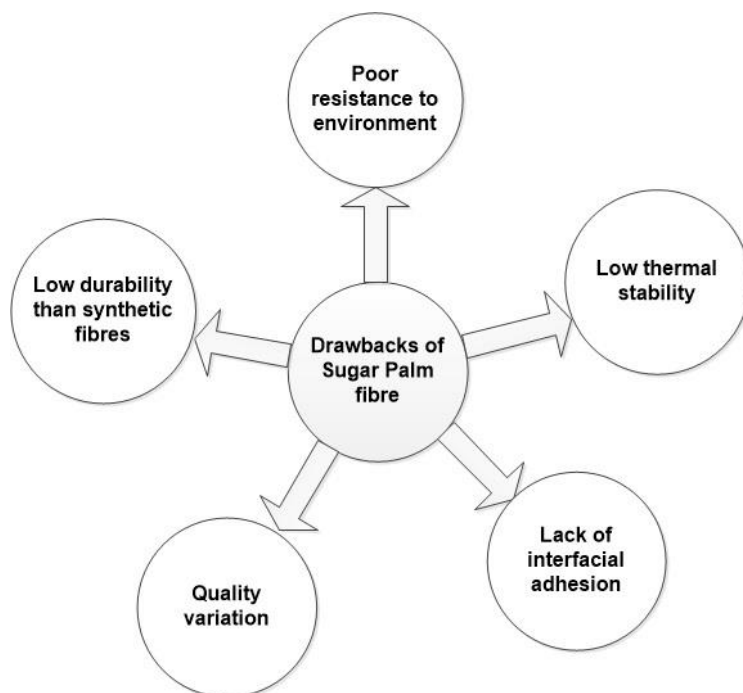 Poor
resistance to
environment
Low durability
than synthetic
fibres
Low thermal
stability
Drawbacks of
Sugar Palm
fibre
Quality
variation
Lack of
interfacial
adhesion